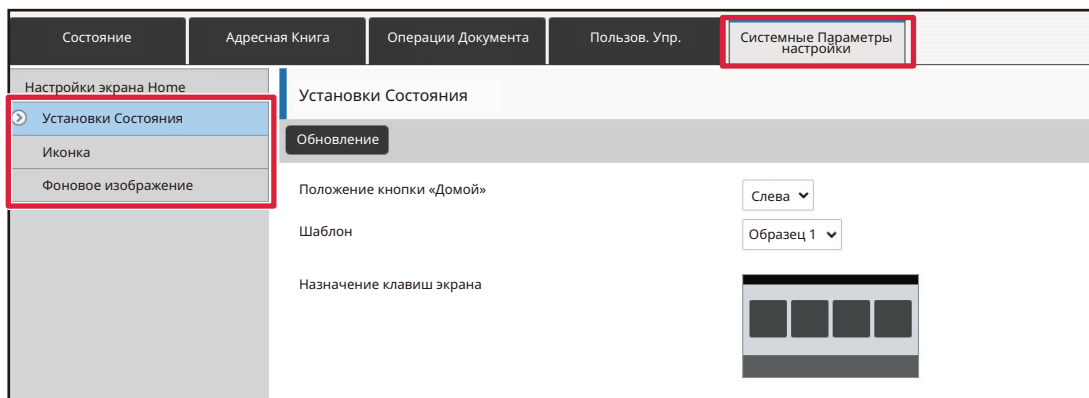 Состояние
Адресная Книга
Операции Документа
Пользов. Упр.
Системные Параметры
настройки
Настройки экрана Home
Установки Состояния
Иконка
Фоновое изображение
Установки Состояния
Обновление
Положение кнопки «Домой»
Слева
Шаблон
Образец 1
Назначение клавиш экрана